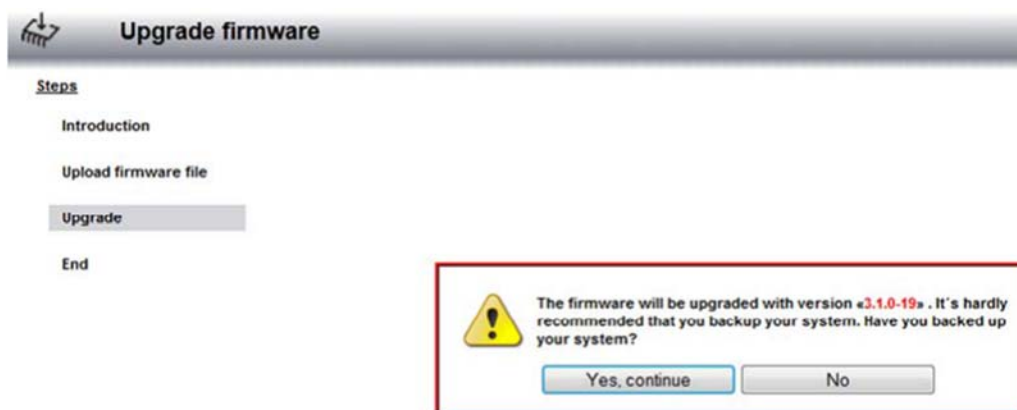 Upgrade firmware
Steps
Introduction
Upload firmware file
Upgrade
End
The firmware will be upgraded with version «3.1.0-19» . It´s hardly
recommended that you backup your system. Have you backed up
your system?
Yes, continue
No